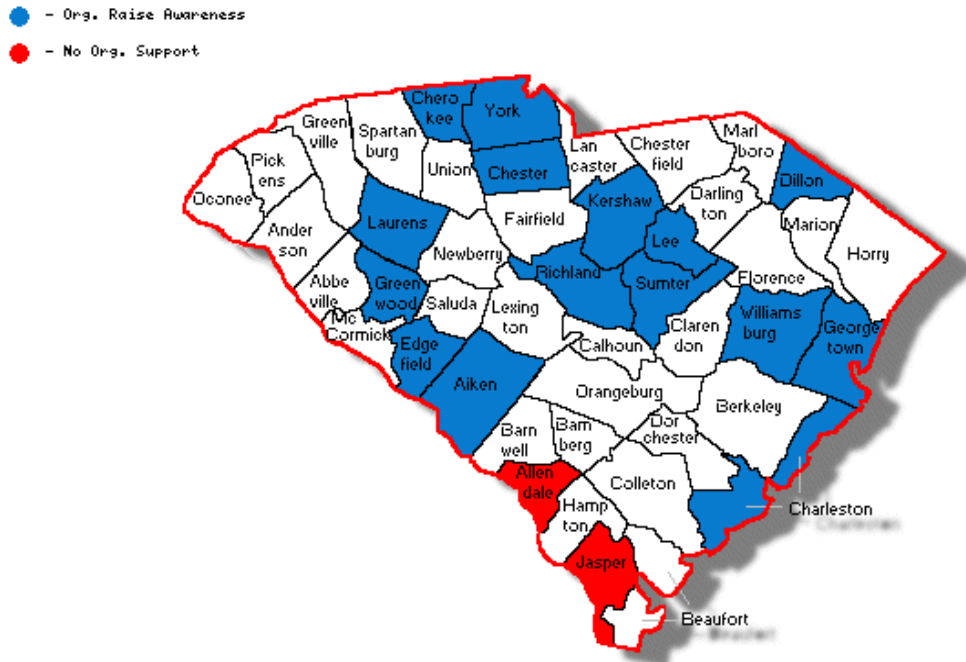 - Org. Raise Awareness
- No Org. Support
Chero
kee
York
Green
ville
Spartan
burg
Union
Chester
Lan
caster
Chester
field
Marl
boro
Dillon
Pick
ens
Oconee
Ander
son
Laurens
Newberry
Fairfield
Kershaw
Lee
Darling
ton
Marion
Horry
Florence
Abbe
ville
Green
wood
Saluda
Lexing
ton
Richland
Sumter
Mc
Cormick
Edge
field
Aiken
Calhoun
Claren
don
Williams
burg
George
town
Orangeburg
Berkeley
Barn
well
Bam
berg
Dor
chester
Allen
dale
Hamp
ton
Colleton
Charleston
Jasper
Beaufort